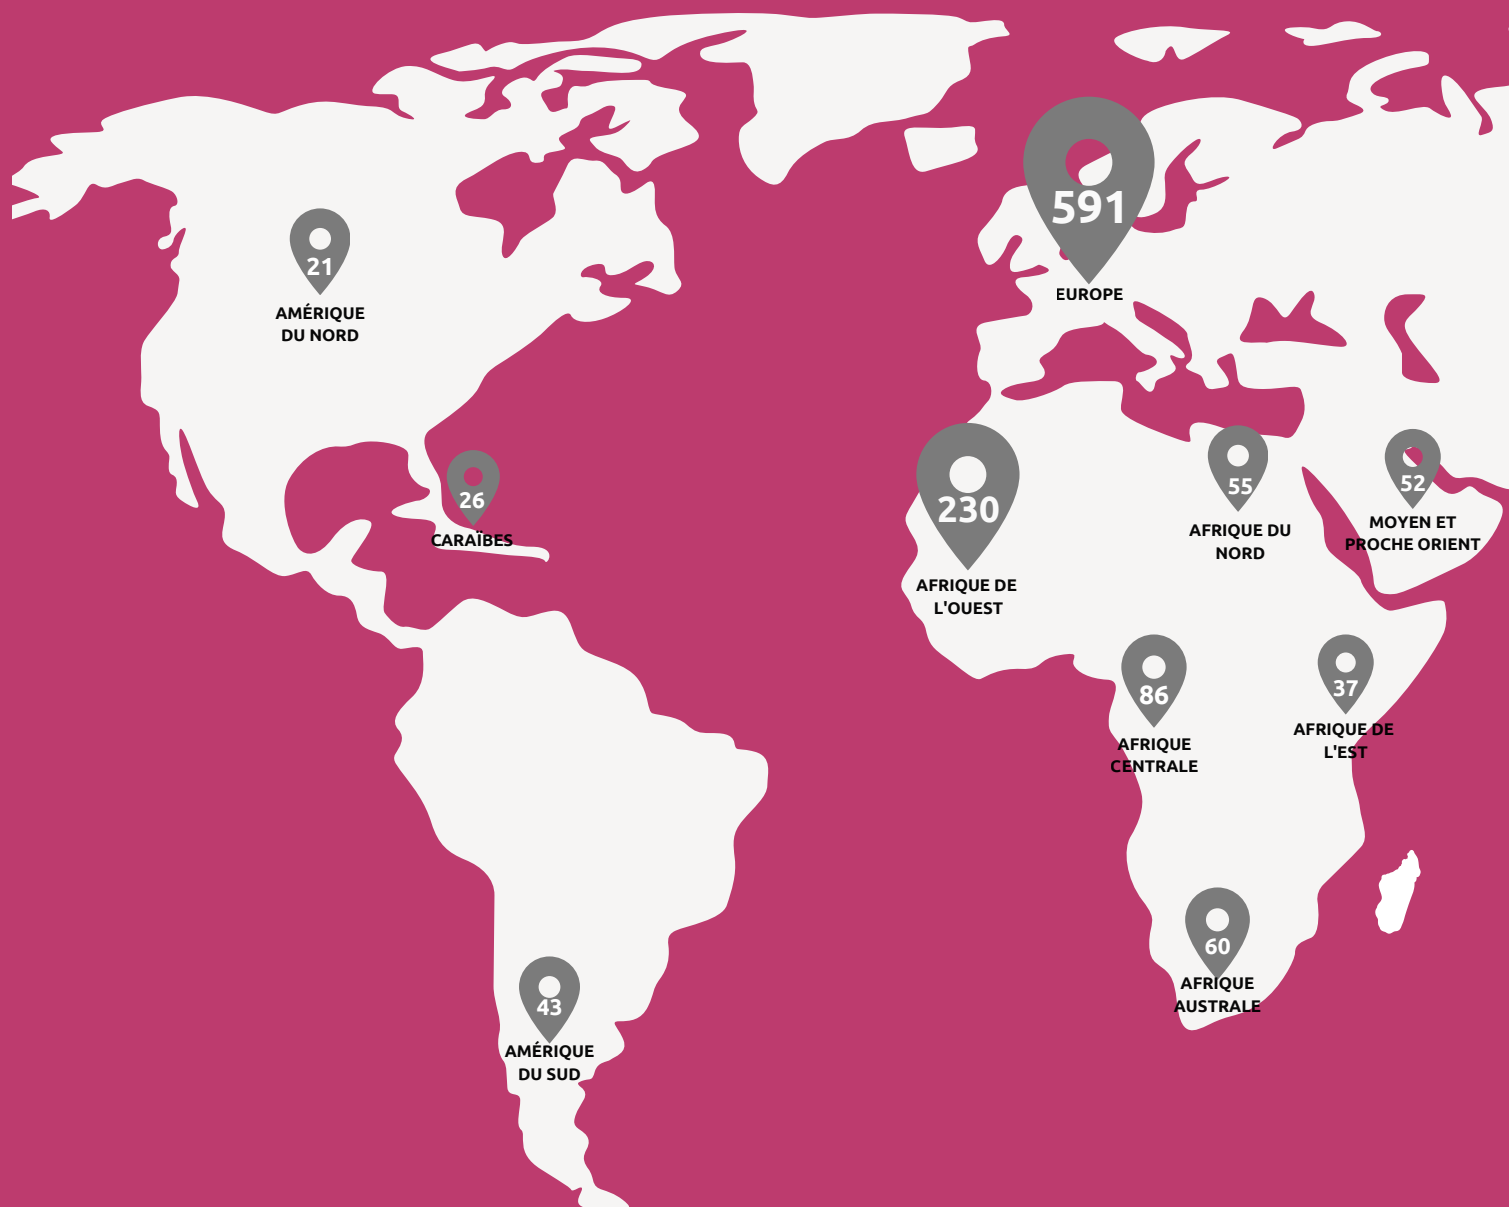 591
EUROPE
21
AMÉRIQUE
DU NORD
26
CARAÏBES
230
AFRIQUE DE
L'OUEST
55
AFRIQUE DU
NORD
52
MOYEN ET
PROCHE ORIENT
86
AFRIQUE
CENTRALE
37
AFRIQUE DE
L'EST
60
AFRIQUE
AUSTRALE
43
AMÉRIQUE
DU SUD